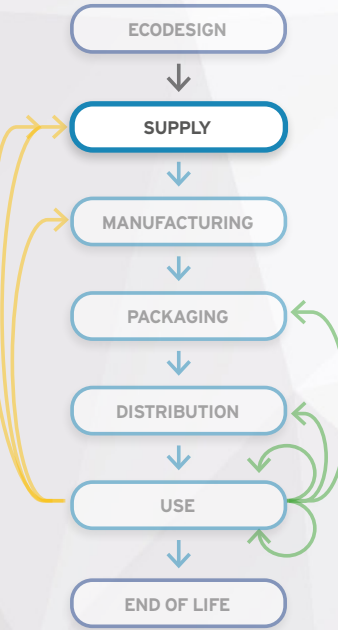 ECODESIGN
SUPPLY
MANUFACTURING
PACKAGING
DISTRIBUTION
USE
END OF LIFE